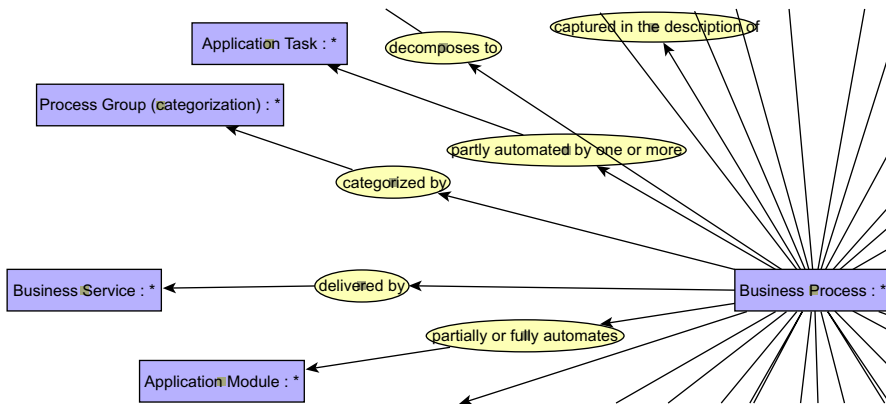 captured in the description of
Application Task : *
decomposes to
Process Group (categorization) : *
partly automated by one or more
categorized by
Business Service : *
delivered by
Business Process : *
partially or fully automates
Application Module : *